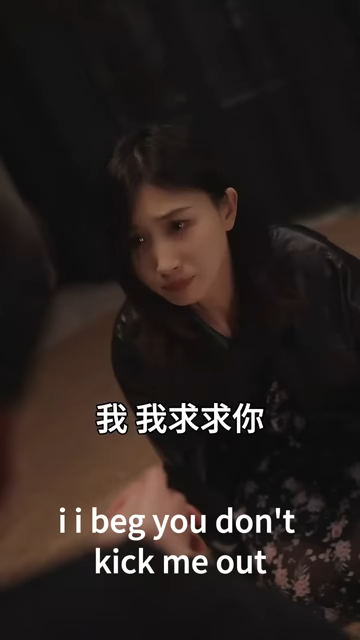 我 我求求你
i i beg you don't
kick me out